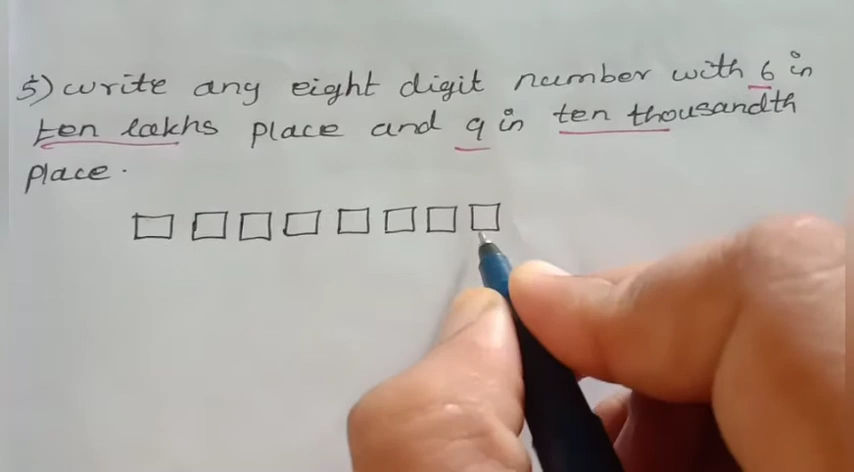 5) write any eight digit number with 6 in
ten lakhs place and 9 in ten thousandth
place.